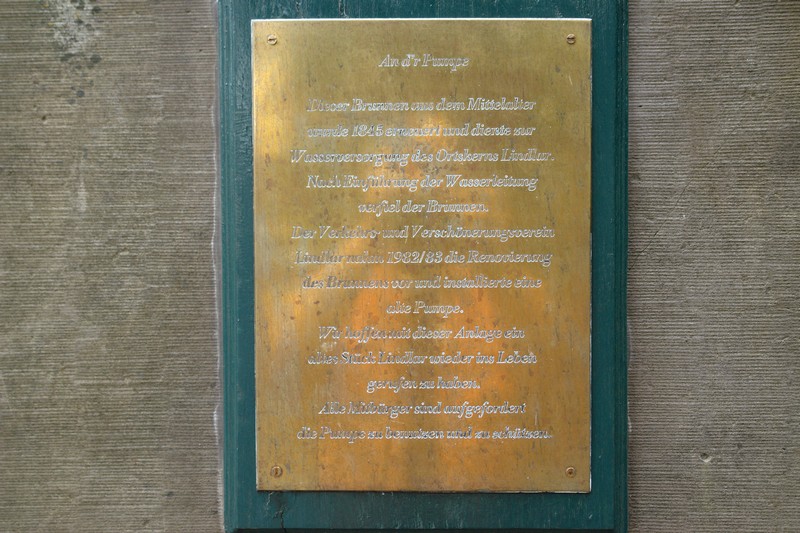 An d'r Pumpe
Dieser Brunnen aus dem Mittelalter
wurde 1845 erneuert und diente zur
Wasserversorgung des Ortskerns Lindlar.
Nach Einführung der Wasserleitung
verfiel der Brunnen.
Der Verkehrs- und Verschönerungsverein
Lindlar nahm 1982/83 die Renovierung
des Brunnens vor und installierte eine
alte Pumpe.
Wir hoffen mit dieser Anlage ein
altes Stück Lindlar wieder ins Leben
gerufen zu haben.
Alle Mitbürger sind aufgefordert
die Pumpe zu benutzen und zu schützen.